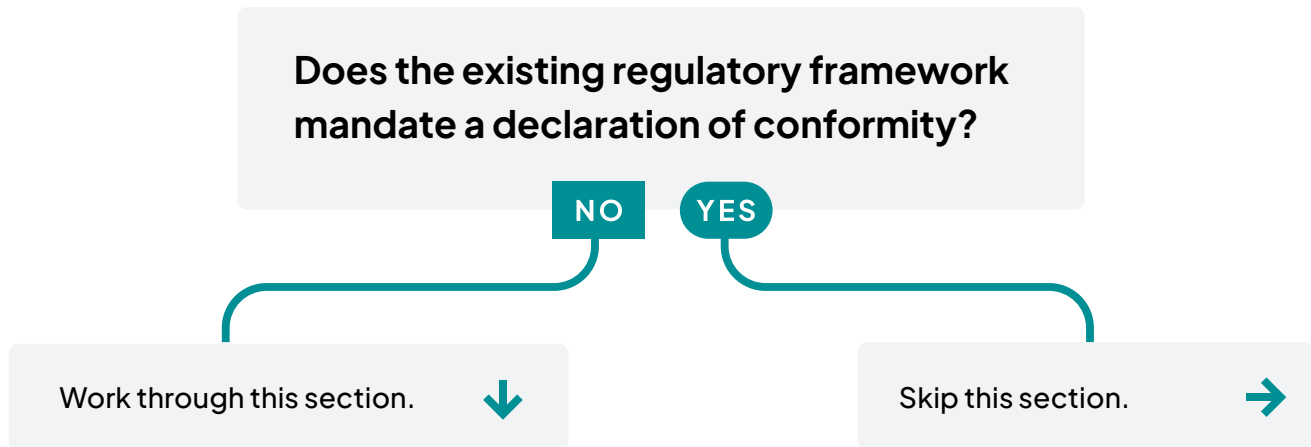 Does the existing regulatory framework
mandate a declaration of conformity?
NO
YES
Work through this section.
Skip this section.